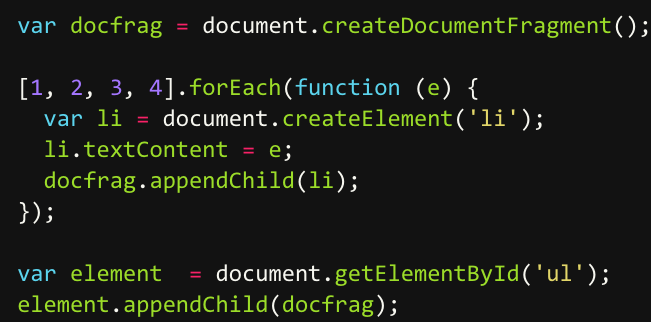 var docfrag = document.createDocumentFragment();

[1, 2, 3, 4].forEach(function (e) {
  var li = document.createElement('li');
  li.textContent = e;
  docfrag.appendChild(li);
});

var element  = document.getElementById('ul');
element.appendChild(docfrag);